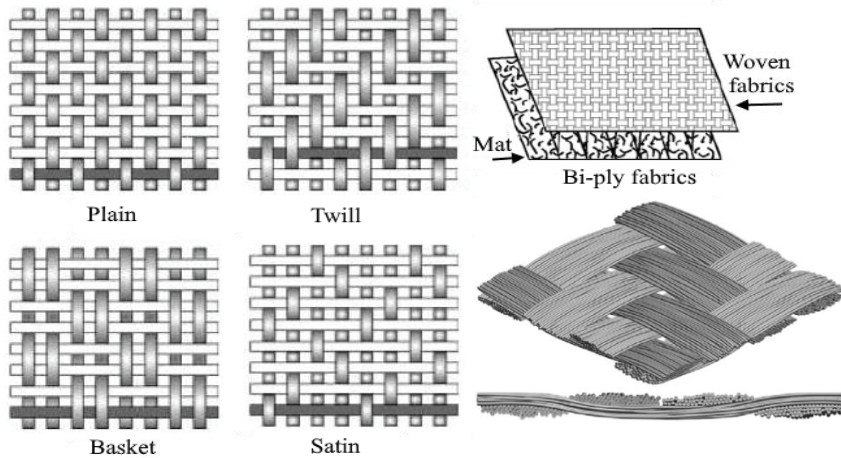 Plain
Twill
Woven
fabrics
Mat
Bi-ply fabrics
Basket
Satin